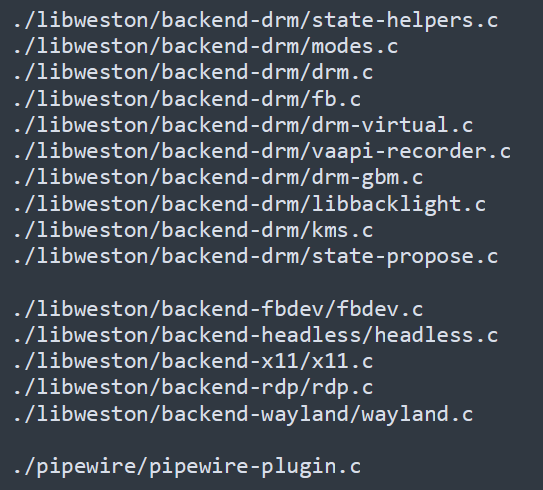 ./libweston/backend-drm/state-helpers.c
./libweston/backend-drm/modes.c
./libweston/backend-drm/drm.c
./libweston/backend-drm/fb.c
./libweston/backend-drm/drm-virtual.c
./libweston/backend-drm/vaapi-recorder.c
./libweston/backend-drm/drm-gbm.c
./libweston/backend-drm/libbacklight.c
./libweston/backend-drm/kms.c
./libweston/backend-drm/state-propose.c
./libweston/backend-fbdev/fbdev.c
./libweston/backend-headless/headless.c
./libweston/backend-x11/x11.c
./libweston/backend-rdp/rdp.c
./libweston/backend-wayland/wayland.c
./pipewire/pipewire-plugin.c